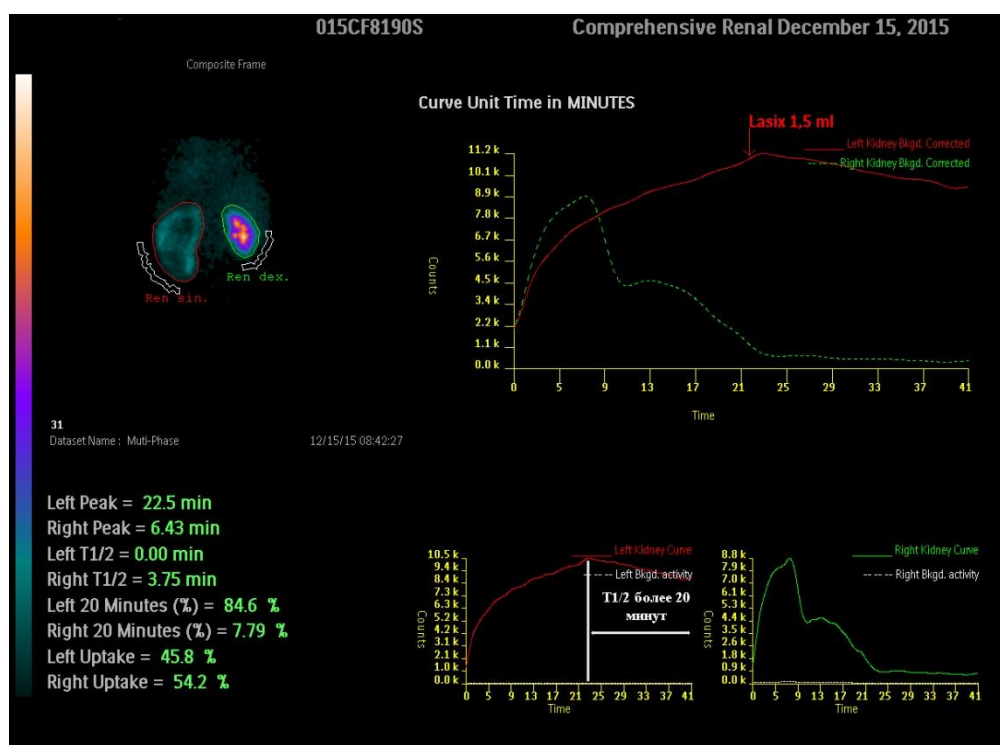 015CF8190S
Comprehensive Renal December 15, 2015
Composite Frame
Curve Unit Time in MINUTES
Lasix 1,5 ml
Left Kidney Bkgd. Corrected
Right Kidney Bkgd. Corrected
11.2 k
10.1 k
8.9 k
7.8 k
6.7 k
5.6 k
4.5 k
3.4 k
2.2 k
1.1 k
0.0 k
Counts
0 5 9 13 17 21 25 29 33 37 41
Time
Ren sin.
Ren dex.
31
Dataset Name : Muti-Phase
12/15/15 08:42:27
Left Peak = 22.5 min
Right Peak = 6.43 min
Left T1/2 = 0.00 min
Right T1/2 = 3.75 min
Left 20 Minutes (%) = 84.6 %
Right 20 Minutes (%) = 7.79 %
Left Uptake = 45.8 %
Right Uptake = 54.2 %
Left Kidney Curve
Left Bkgd. activity
T1/2 более 20
минут
10.5 k
9.4 k
8.4 k
7.3 k
6.3 k
5.2 k
4.2 k
3.1 k
2.1 k
1.0 k
0.0 k
Counts
0 5 9 13 17 21 25 29 33 37 41
Time
Right Kidney Curve
Right Bkgd. activity
8.8 k
7.9 k
7.0 k
6.1 k
5.3 k
4.4 k
3.5 k
2.6 k
1.8 k
0.9 k
0.0 k
Counts
0 5 9 13 17 21 25 29 33 37 41
Time